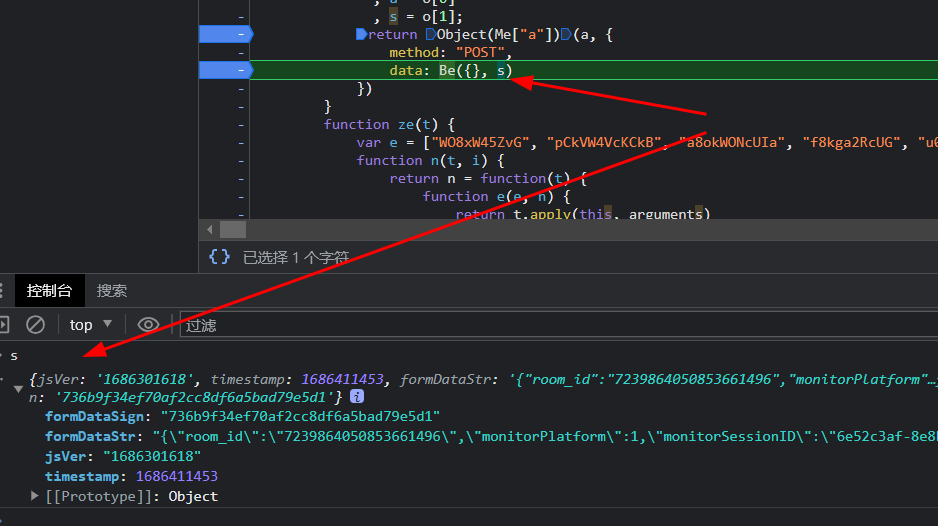 , s = o[1];
return Object(Me["a"])(a, {
method: "POST",
data: Be({}, s)
})
}
function ze(t) {
var e = ["WO8xW45ZvG", "pCkVW4VcKCkB", "a8okWONcUIa", "f8kga2RcUG", "u
function n(t, i) {
return n = function(t) {
function e(e, n) {
return t.apply(this, arguments)
{} 已选择 1 个字符
控制台 搜索
top ▼ 过滤
s
{jsVer: '1686301618', timestamp: 1686411453, formDataStr: '{"room_id":"7239864050853661496","monitorPlatform"…
n: '736b9f34ef70af2cc8df6a5bad79e5d1'} i
formDataSign: "736b9f34ef70af2cc8df6a5bad79e5d1"
formDataStr: "{\"room_id\":\"7239864050853661496\",\"monitorPlatform\":1,\"monitorSessionID\":\"6e52c3af-8e8
jsVer: "1686301618"
timestamp: 1686411453
[[Prototype]]: Object